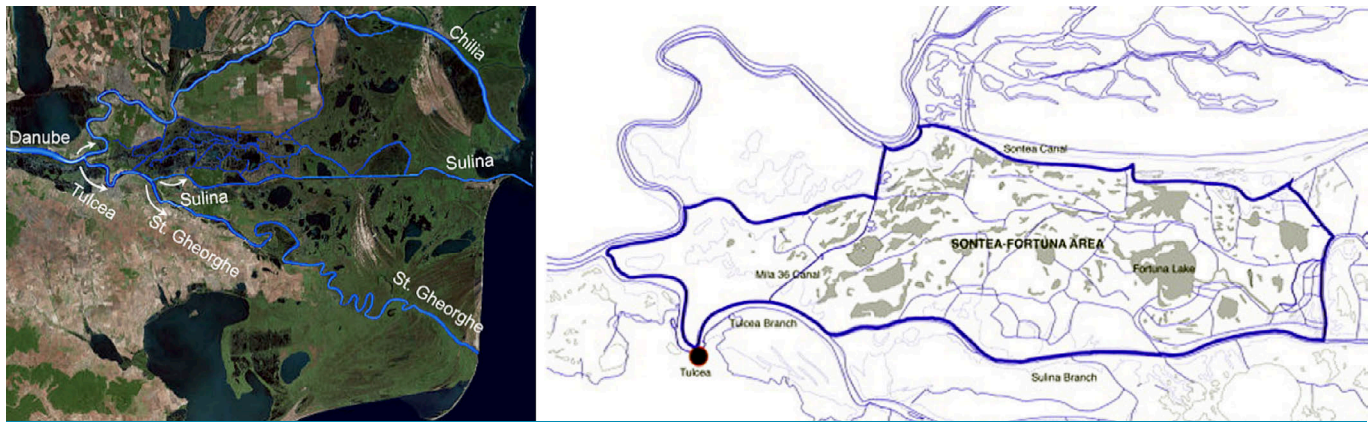 Chilia
Danube
Sulina
Tulcea
Sulina
St. Gheorghe
St. Gheorghe
Sontea Canal
SONTEA-FORTUNA AREA
Mila 36 Canal
Fortuna Lake
Tulcea Branch
Tulcea
Sulina Branch